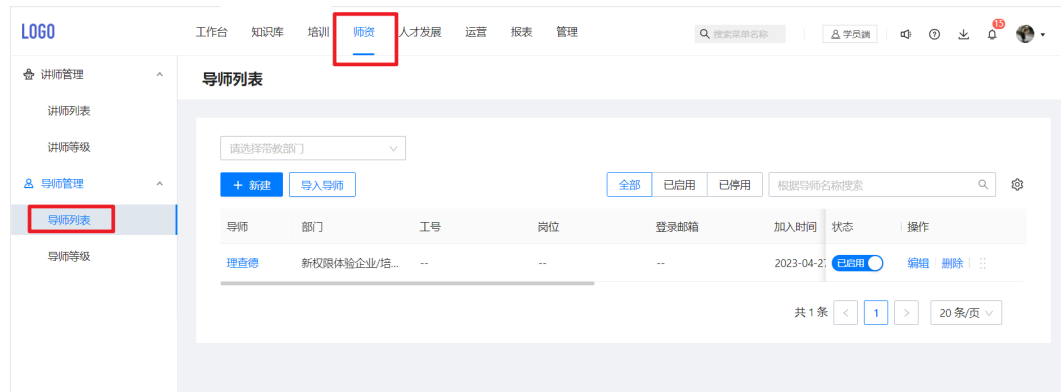 LOGO
工作台 知识库 培训 师资 人才发展 运营 报表 管理
搜索菜单名称
学员端
15
讲师管理
讲师列表
讲师等级
导师管理
导师列表
导师等级
导师列表
请选择带教部门
+ 新建 导入导师
全部 已启用 已停用 根据导师名称搜索
导师 部门 工号 岗位 登录邮箱 加入时间 状态 操作
理查德 新权限体验企业/培... -- -- -- 2023-04-27 已启用 编辑 删除
共 1 条 < 1 > 20 条/页